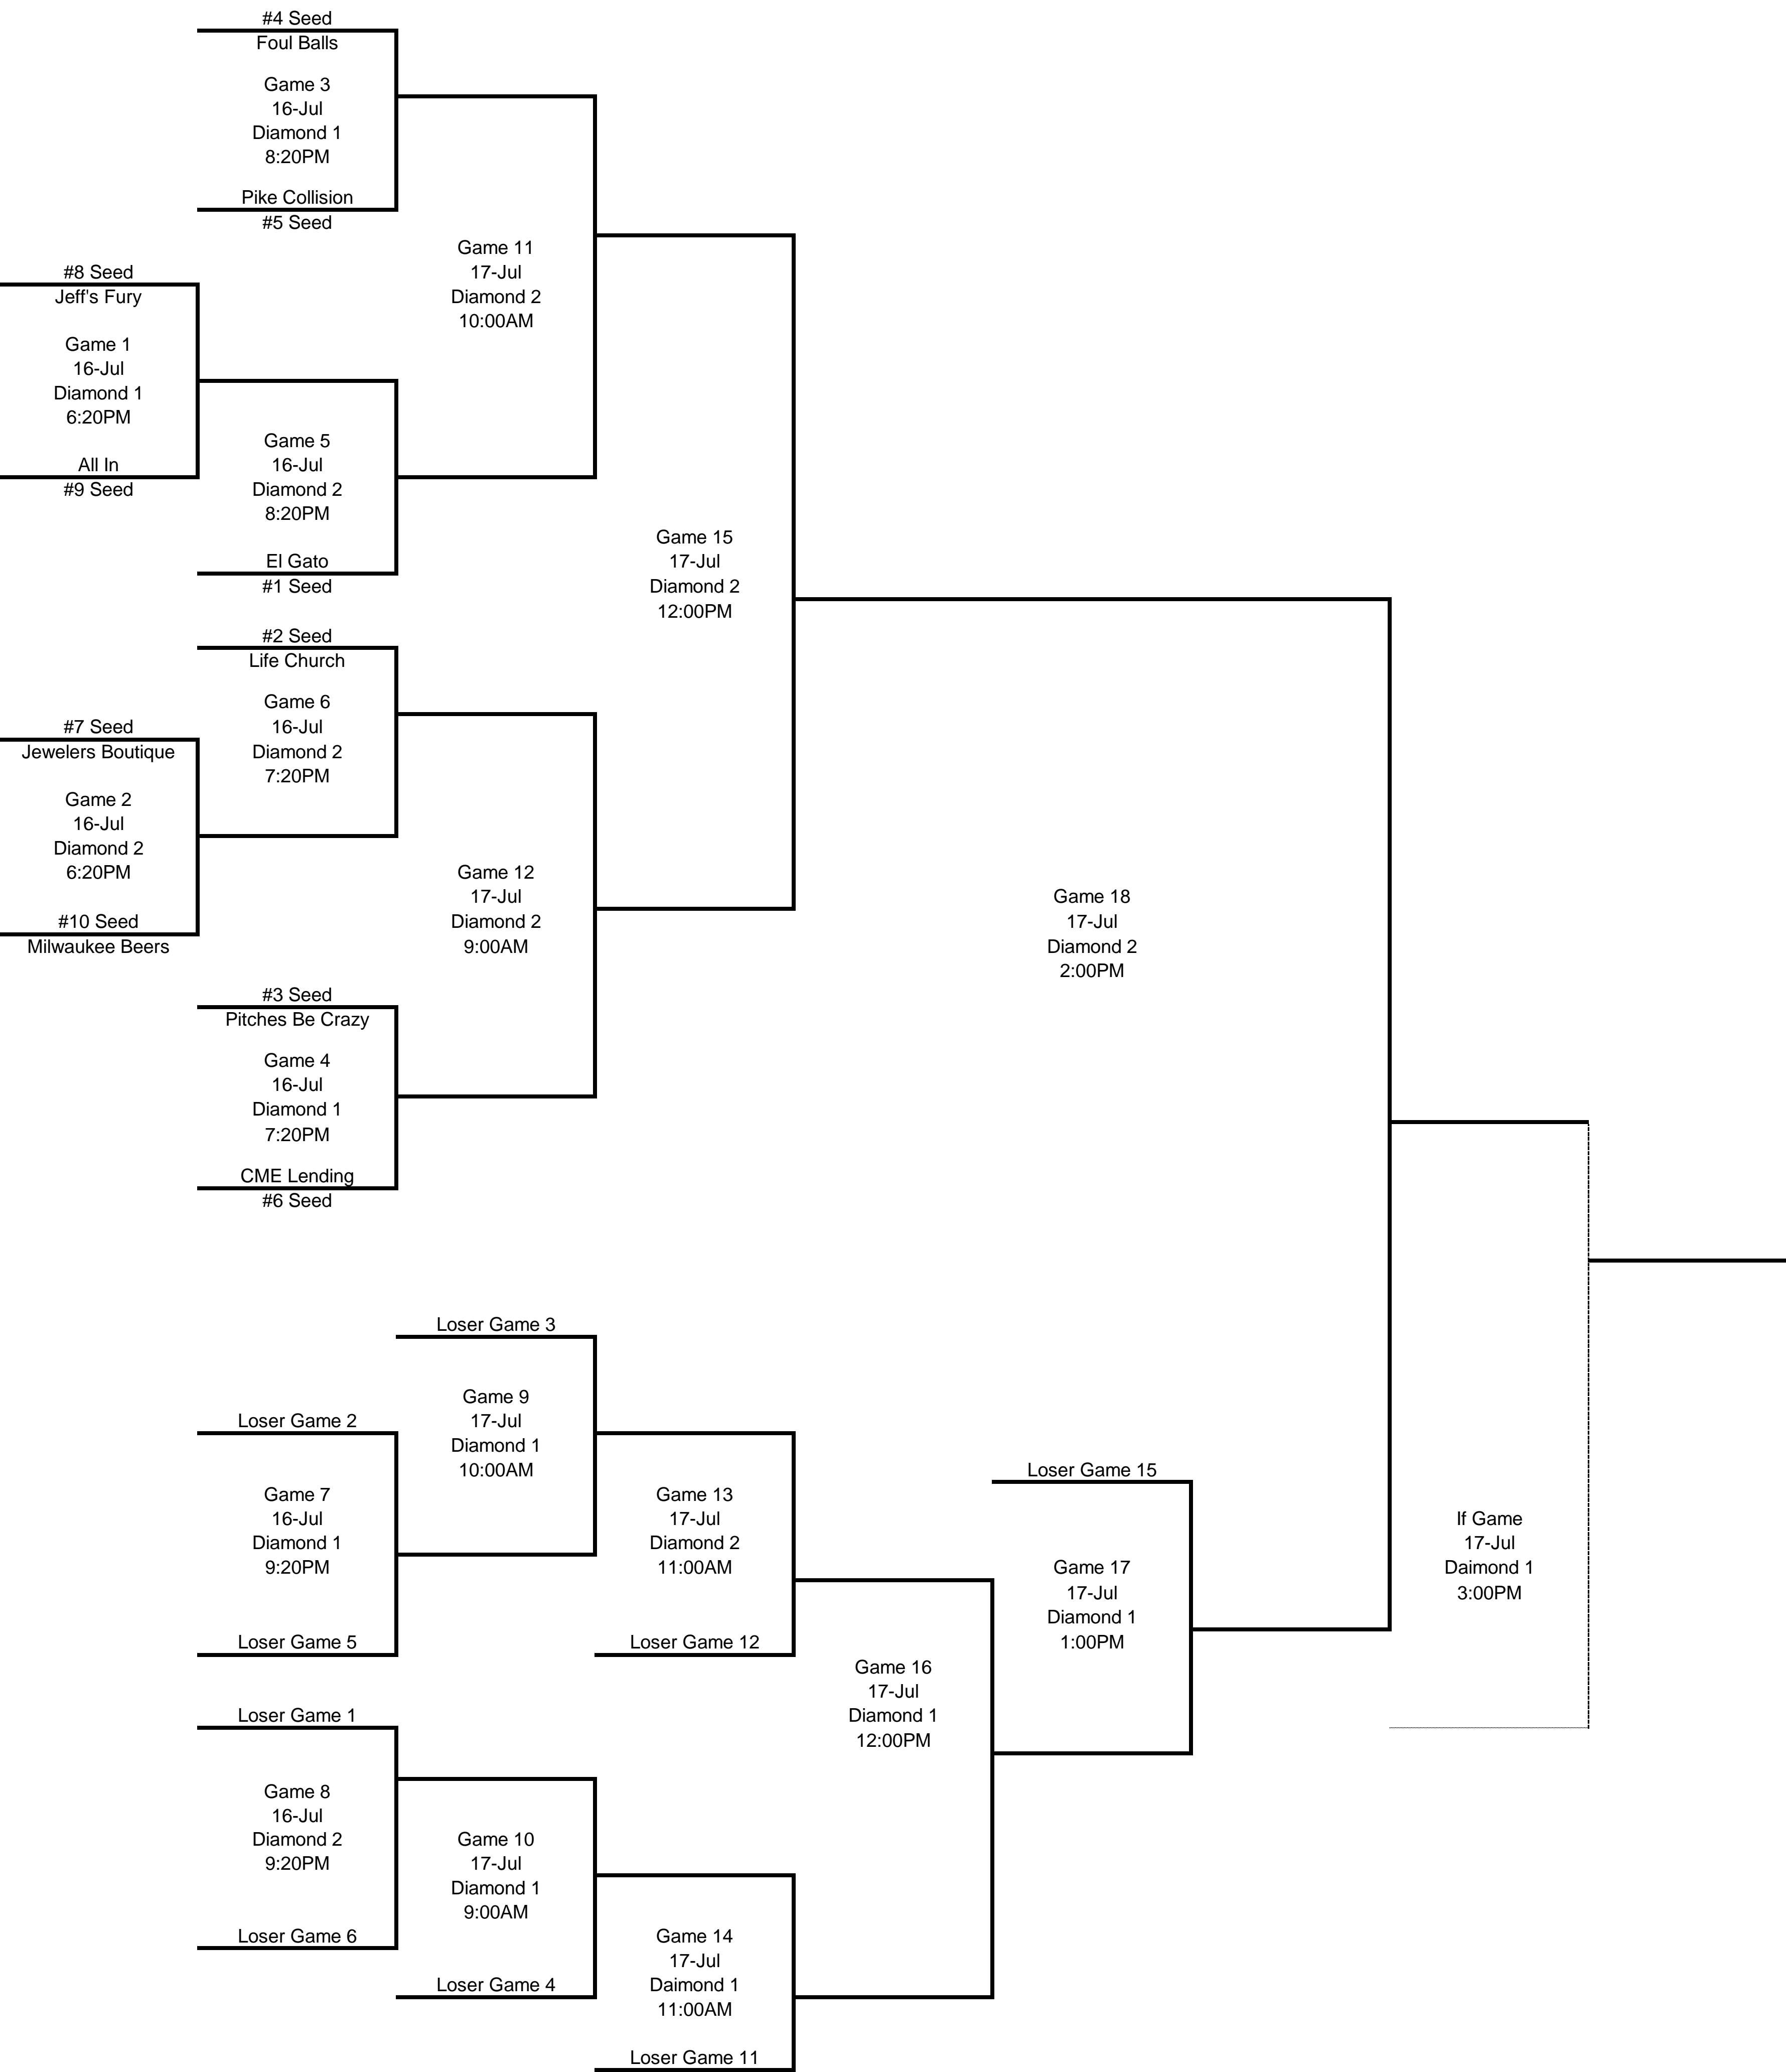 #4 Seed
Foul Balls
Game 3
16-Jul
Diamond 1
8:20PM
Pike Collision
#5 Seed
Game 11
17-Jul
Diamond 2
10:00AM
#8 Seed
Jeff's Fury
Game 1
16-Jul
Diamond 1
6:20PM
All In
#9 Seed
Game 5
16-Jul
Diamond 2
8:20PM
El Gato
#1 Seed
Game 15
17-Jul
Diamond 2
12:00PM
#2 Seed
Life Church
Game 6
16-Jul
Diamond 2
7:20PM
#7 Seed
Jewelers Boutique
Game 2
16-Jul
Diamond 2
6:20PM
#10 Seed
Milwaukee Beers
Game 12
17-Jul
Diamond 2
9:00AM
Game 18
17-Jul
Diamond 2
2:00PM
#3 Seed
Pitches Be Crazy
Game 4
16-Jul
Diamond 1
7:20PM
CME Lending
#6 Seed
Loser Game 3
Game 9
17-Jul
Diamond 1
10:00AM
Loser Game 2
Game 7
16-Jul
Diamond 1
9:20PM
Loser Game 5
Game 13
17-Jul
Diamond 2
11:00AM
Loser Game 12
Loser Game 15
Game 17
17-Jul
Diamond 1
1:00PM
If Game
17-Jul
Daimond 1
3:00PM
Game 16
17-Jul
Diamond 1
12:00PM
Loser Game 1
Game 8
16-Jul
Diamond 2
9:20PM
Loser Game 6
Game 10
17-Jul
Diamond 1
9:00AM
Loser Game 4
Game 14
17-Jul
Daimond 1
11:00AM
Loser Game 11